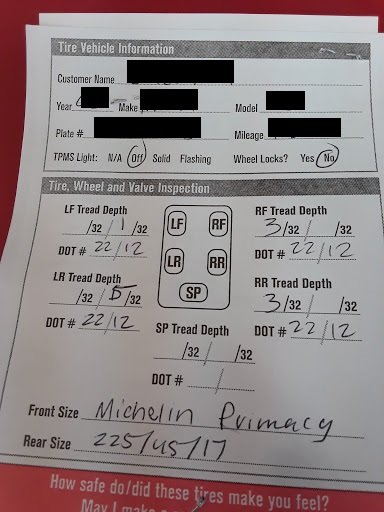 Tire Vehicle Information
Customer Name
Year Make Model
Plate # Mileage
TPMS Light: N/A Off Solid Flashing Wheel Locks? Yes No
Tire, Wheel and Valve Inspection
LF Tread Depth
/32 / 1 /32
DOT # 22/12
LR Tread Depth
/32 / 5/32
DOT # 22/12
LF RF
LR RR
SP
SP Tread Depth
/32 / /32
DOT # /
RF Tread Depth
3/32 / /32
DOT # 22/12
RR Tread Depth
3/32 / /32
DOT # 22/12
Front Size Michelin Primacy
Rear Size 225/45/17
How safe do/did these tires make you feel?
May I make